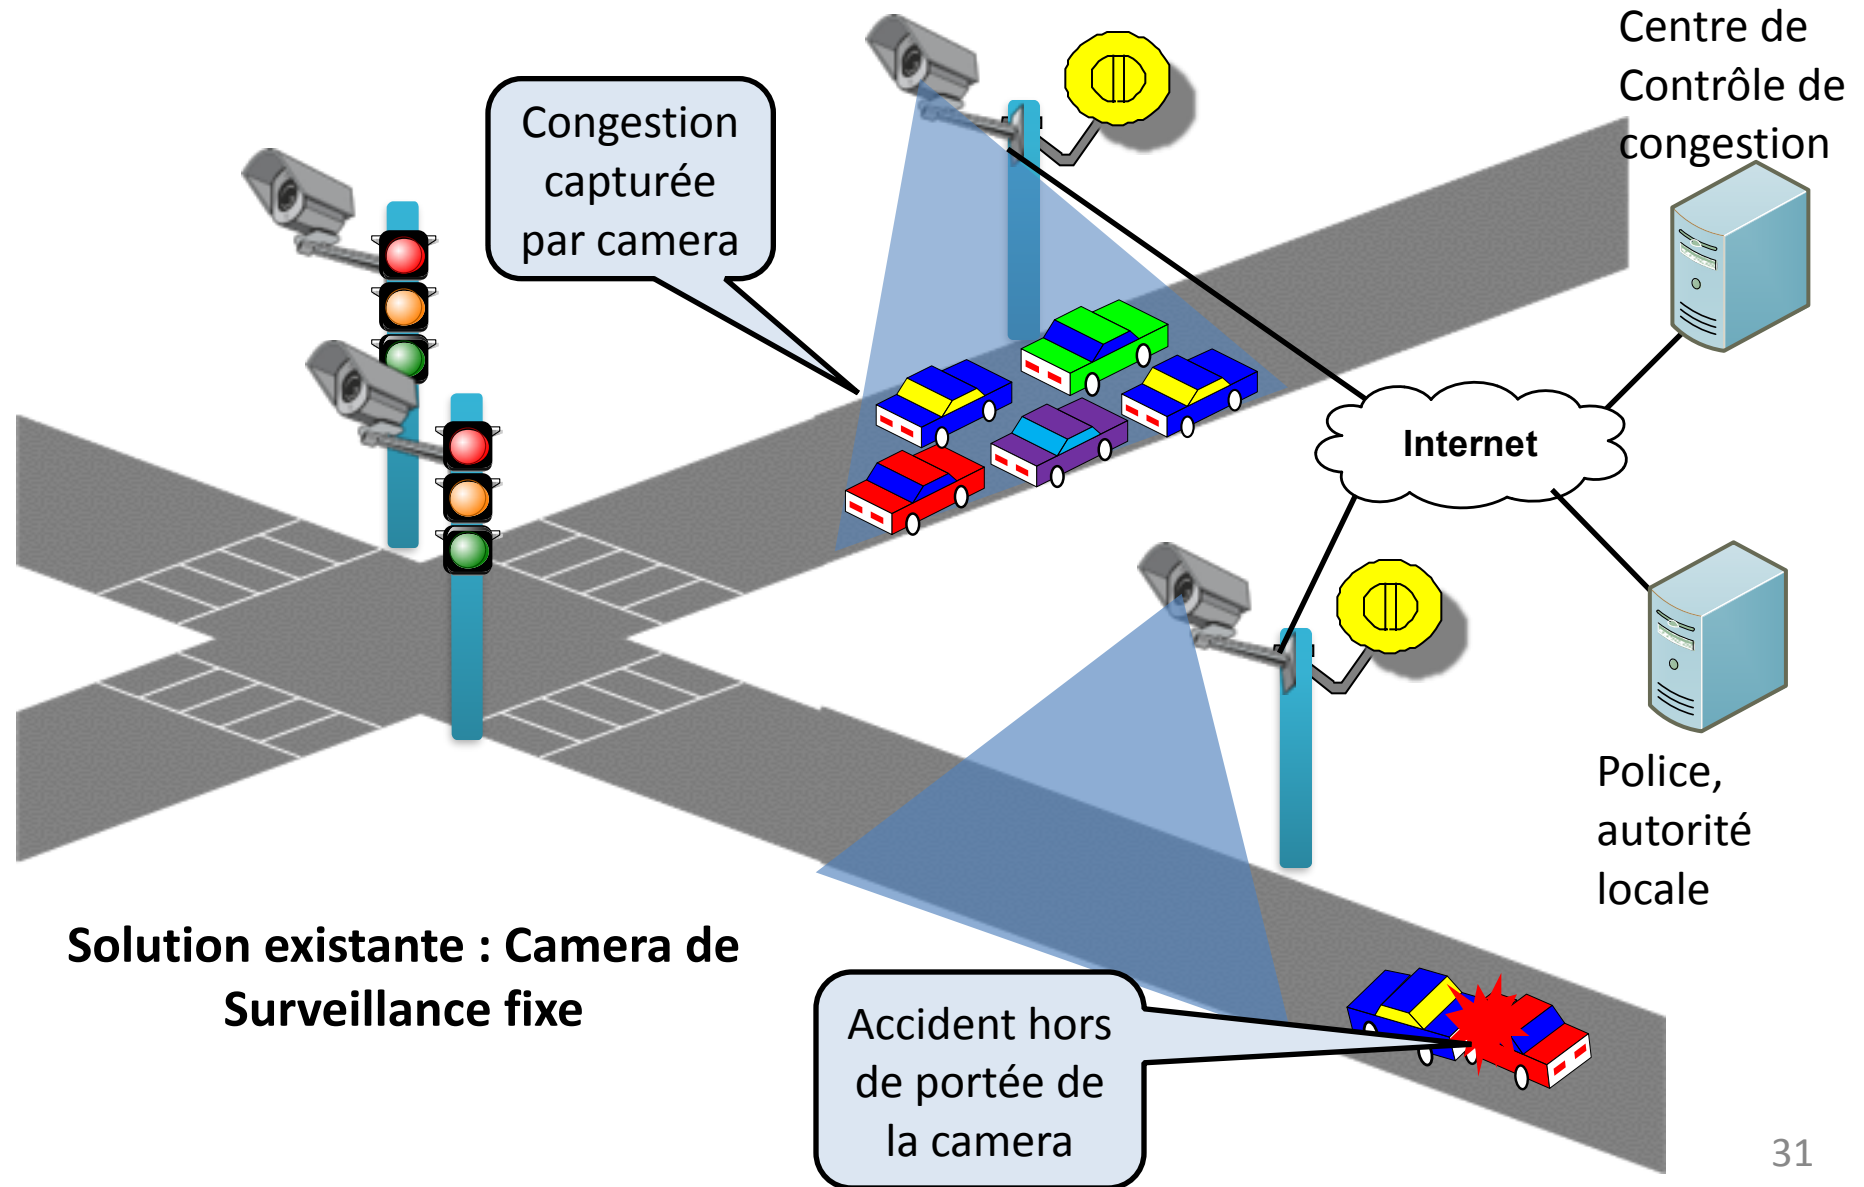 Centre de
Contrôle de
congestion
Congestion
capturée
par camera
Internet
Police,
autorité
locale
Solution existante : Camera de
Surveillance fixe
Accident hors
de portée de
la camera
31